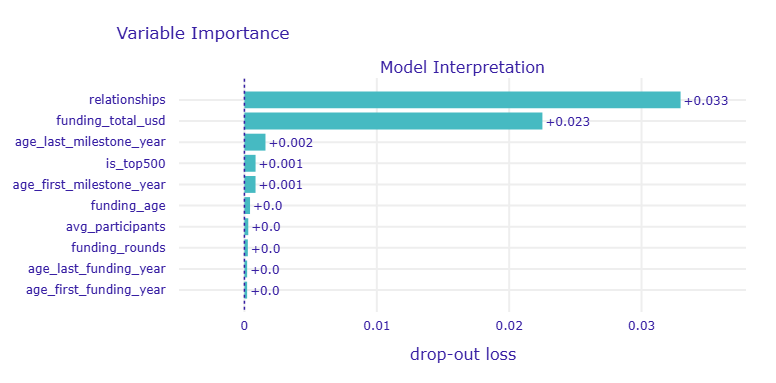 Variable Importance
Model Interpretation
relationships +0.033
funding_total_usd +0.023
age_last_milestone_year +0.002
is_top500 +0.001
age_first_milestone_year +0.001
funding_age +0.0
avg_participants +0.0
funding_rounds +0.0
age_last_funding_year +0.0
age_first_funding_year +0.0
0 0.01 0.02 0.03
drop-out loss